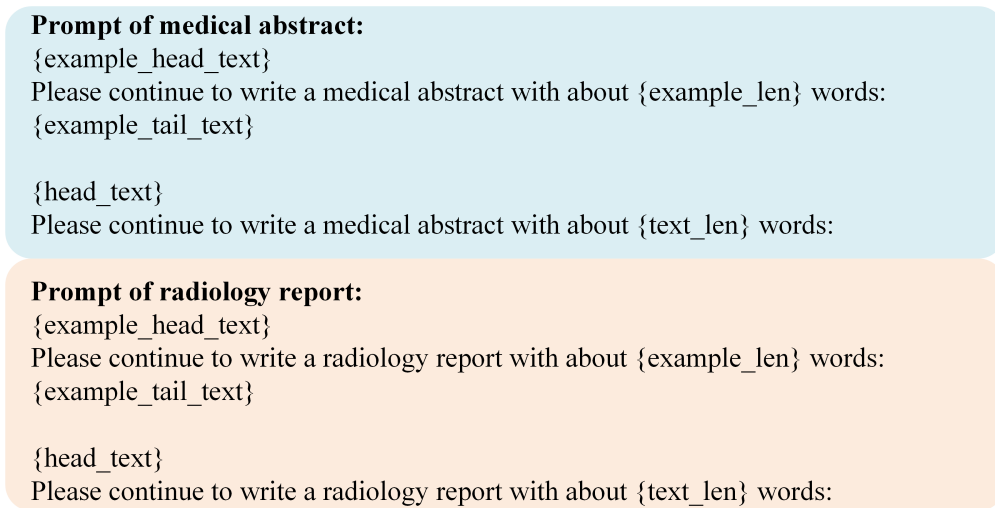 Prompt of medical abstract:
{example_head_text}
Please continue to write a medical abstract with about {example_len} words:
{example_tail_text}
{head_text}
Please continue to write a medical abstract with about {text_len} words:
Prompt of radiology report:
{example_head_text}
Please continue to write a radiology report with about {example_len} words:
{example_tail_text}
{head_text}
Please continue to write a radiology report with about {text_len} words: